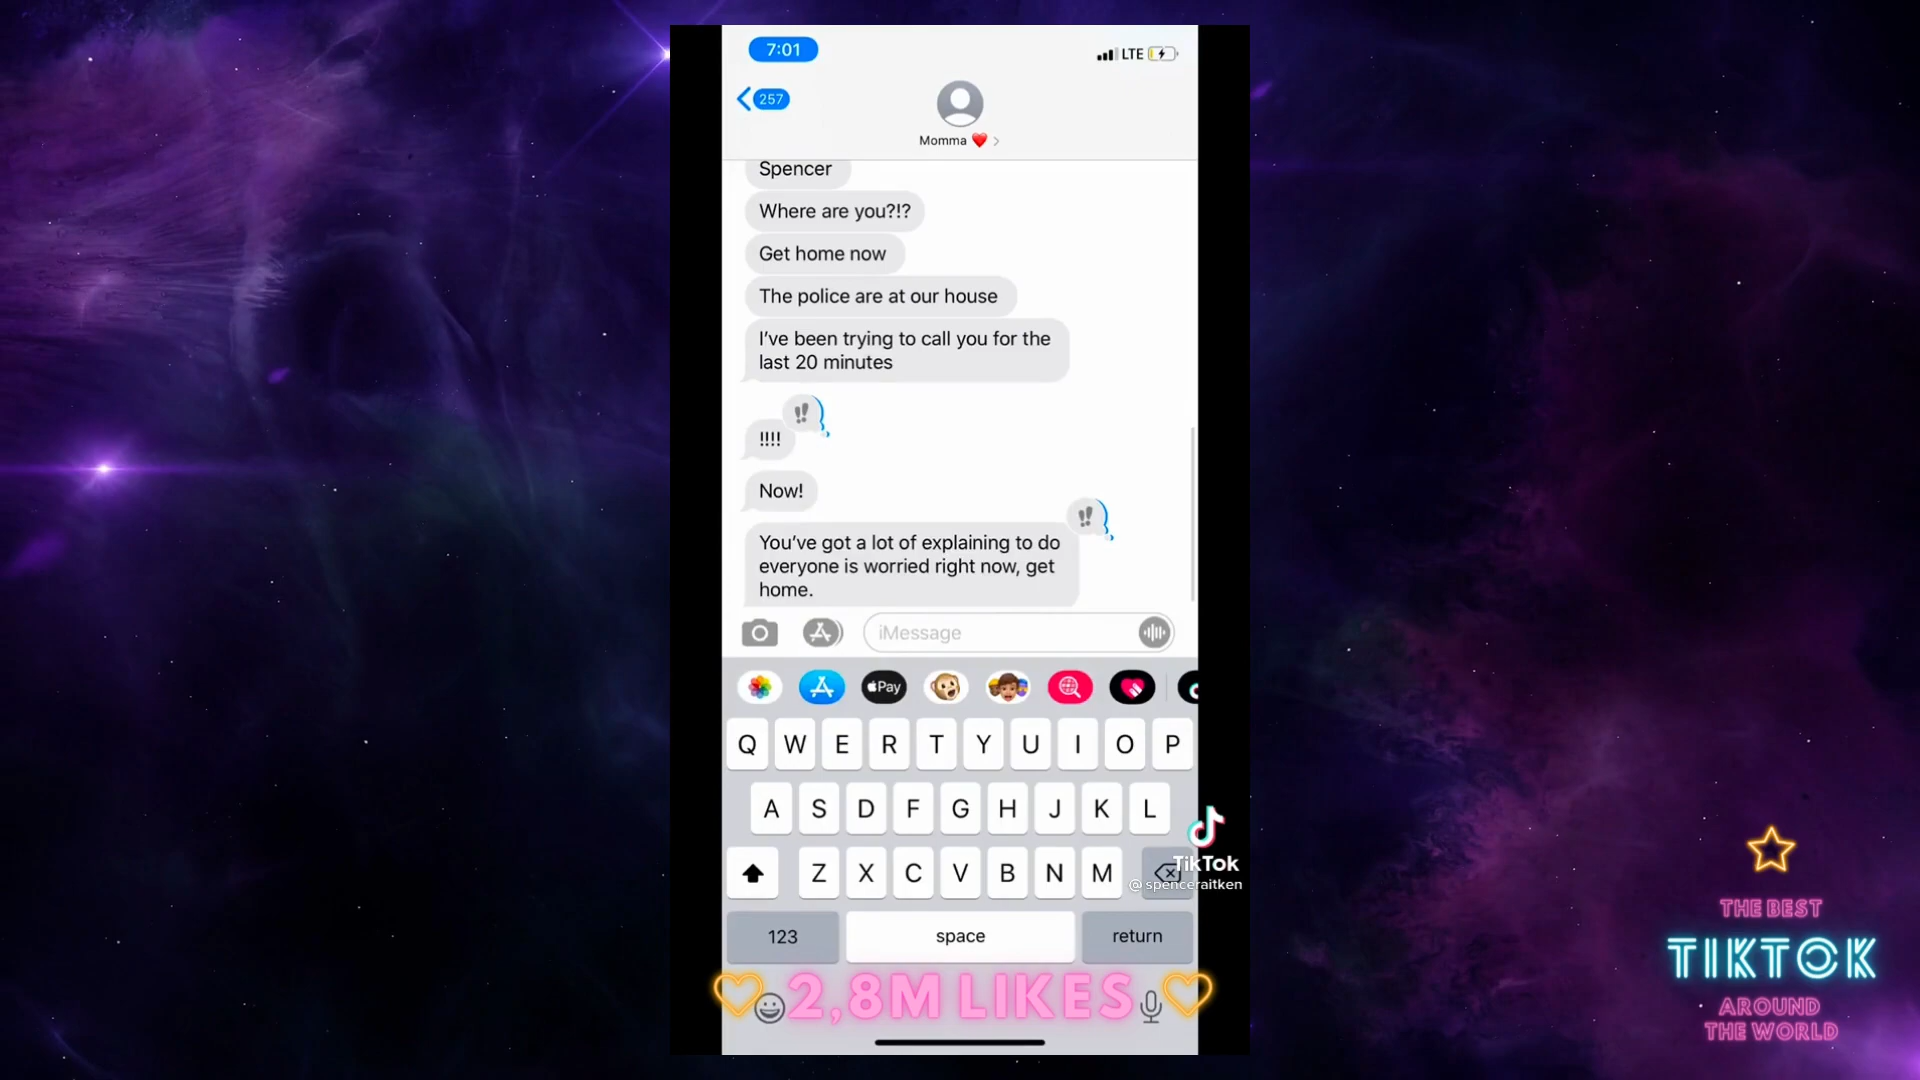 7:01
LTE
257
Momma ❤️
Spencer
Where are you?!?
Get home now
The police are at our house
I've been trying to call you for the
last 20 minutes
!!!!
Now!
You've got a lot of explaining to do
everyone is worried right now, get
home.
iMessage
Pay
Q W E R T Y U I O P
A S D F G H J K L
Z X C V B N M
TikTok
@ spenceraitken
123 space return
2,8M LIKES
THE BEST
TIKTOK
AROUND
THE WORLD